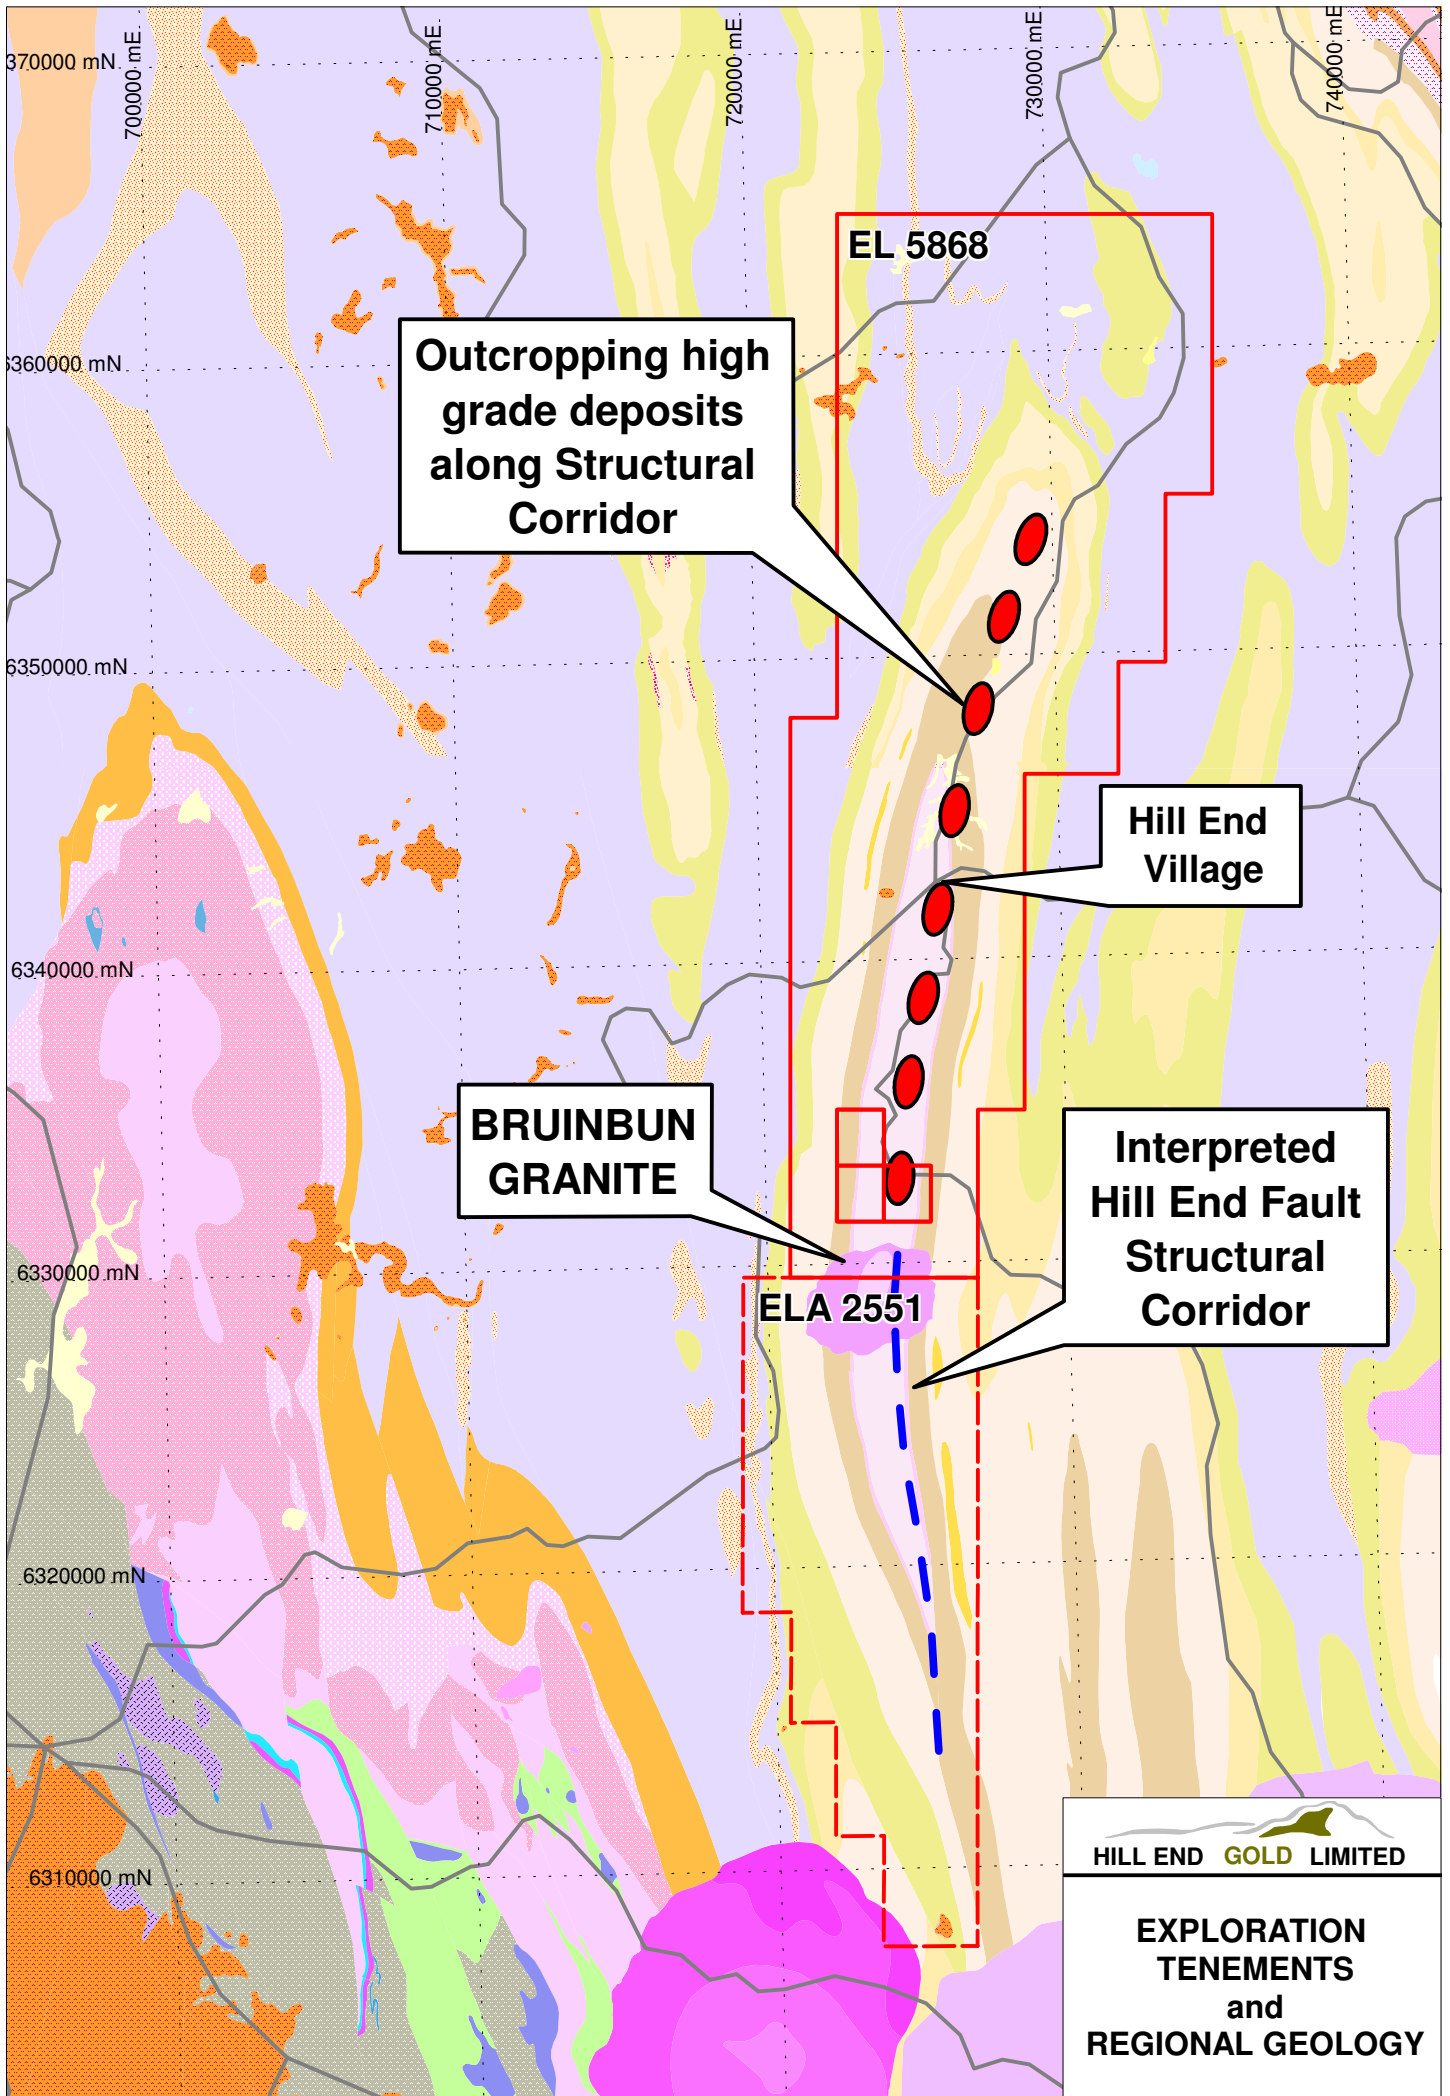 370000 mN
700000 mE
710000 mE
720000 mE
730000 mE
740000 mE
EL 5868
Outcropping high
grade deposits
along Structural
Corridor
6360000 mN
6350000 mN
Hill End
Village
6340000 mN
BRUINBUN
GRANITE
Interpreted
Hill End Fault
Structural
Corridor
6330000 mN
ELA 2551
6320000 mN
6310000 mN
HILL END GOLD LIMITED
EXPLORATION
TENEMENTS
and
REGIONAL GEOLOGY